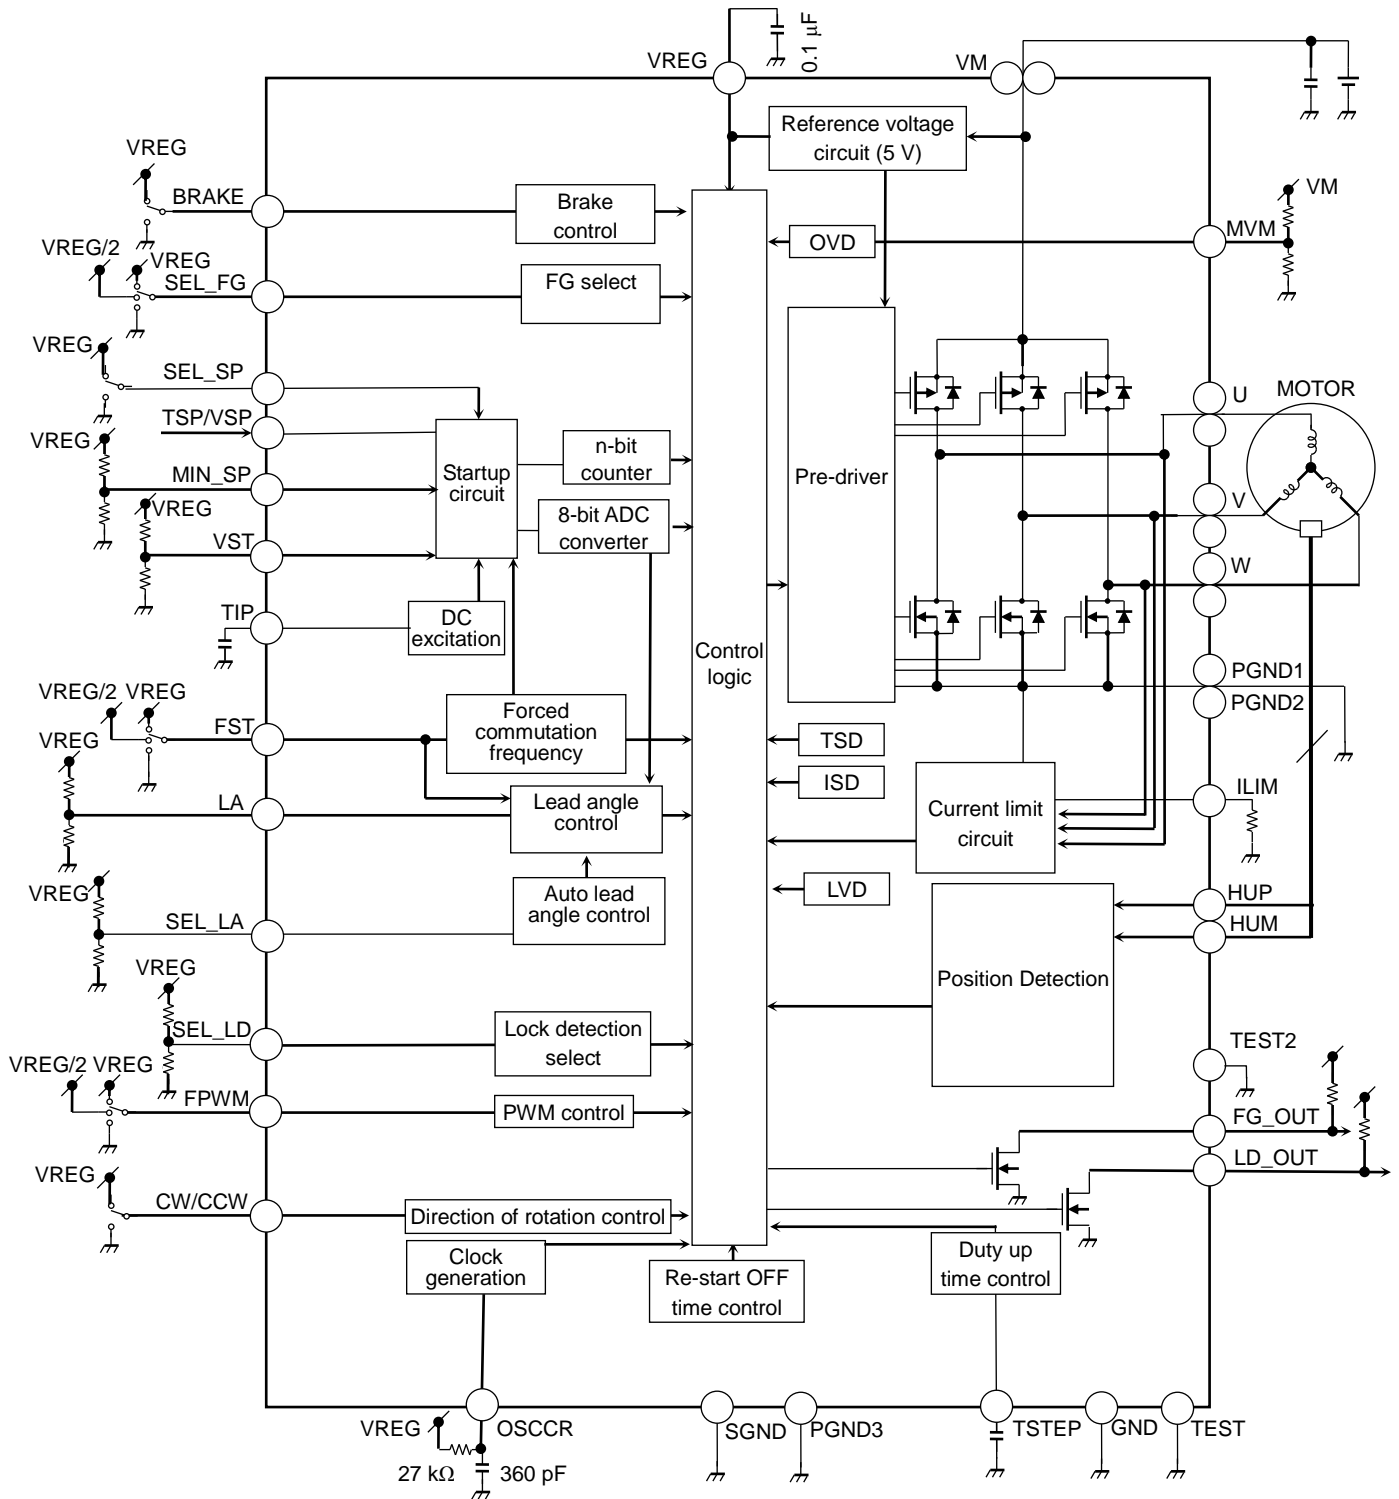 0.1 μF
VREG
VM
Reference voltage
circuit (5 V)
VREG
BRAKE
Brake
control
VM
MVM
OVD
VREG/2
VREG
SEL_FG
FG select
VREG
SEL_SP
TSP/VSP
VREG
MIN_SP
VREG
VST
Startup
circuit
n-bit
counter
8-bit ADC
converter
Pre-driver
U
MOTOR
V
W
TIP
DC
excitation
Control
logic
PGND1
PGND2
VREG/2
VREG
FST
VREG
Forced
commutation
frequency
TSD
ISD
LA
Lead angle
control
Current limit
circuit
ILIM
VREG
SEL_LA
Auto lead
angle control
LVD
HUP
HUM
Position Detection
VREG
SEL_LD
Lock detection
select
TEST2
VREG/2
VREG
FPWM
PWM control
FG_OUT
LD_OUT
VREG
CW/CCW
Direction of rotation control
Clock
generation
Re-start OFF
time control
Duty up
time control
VREG
OSCCR
27 kΩ
360 pF
SGND
PGND3
TSTEP
GND
TEST